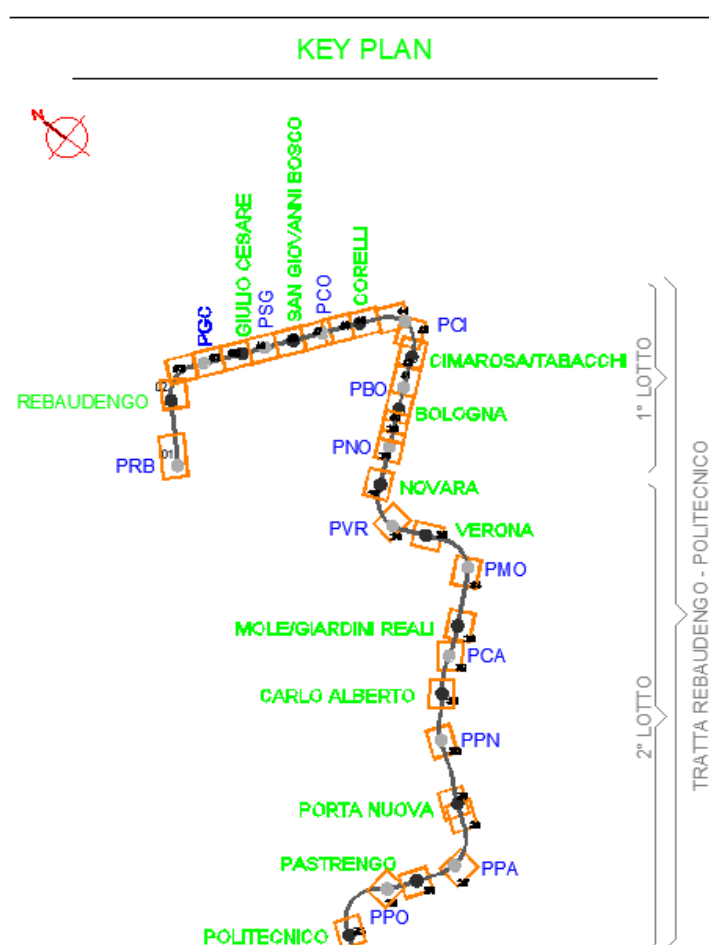 KEY PLAN
N
GIULIO CESARE
SAN GIOVANNI BOSCO
CORELLI
PGC
PSG
PCO
PCI
CIMAROSA/TABACCHI
REBAUDENGO
02
PBO
BOLOGNA
01
PRB
PNO
NOVARA
PVR
VERONA
PMO
MOLE/GIARDINI REALI
PCA
CARLO ALBERTO
PPN
PORTA NUOVA
PASTRENGO
PPA
PPO
POLITECNICO
1° LOTTO
2° LOTTO
TRATTA REBAUDENGO - POLITECNICO